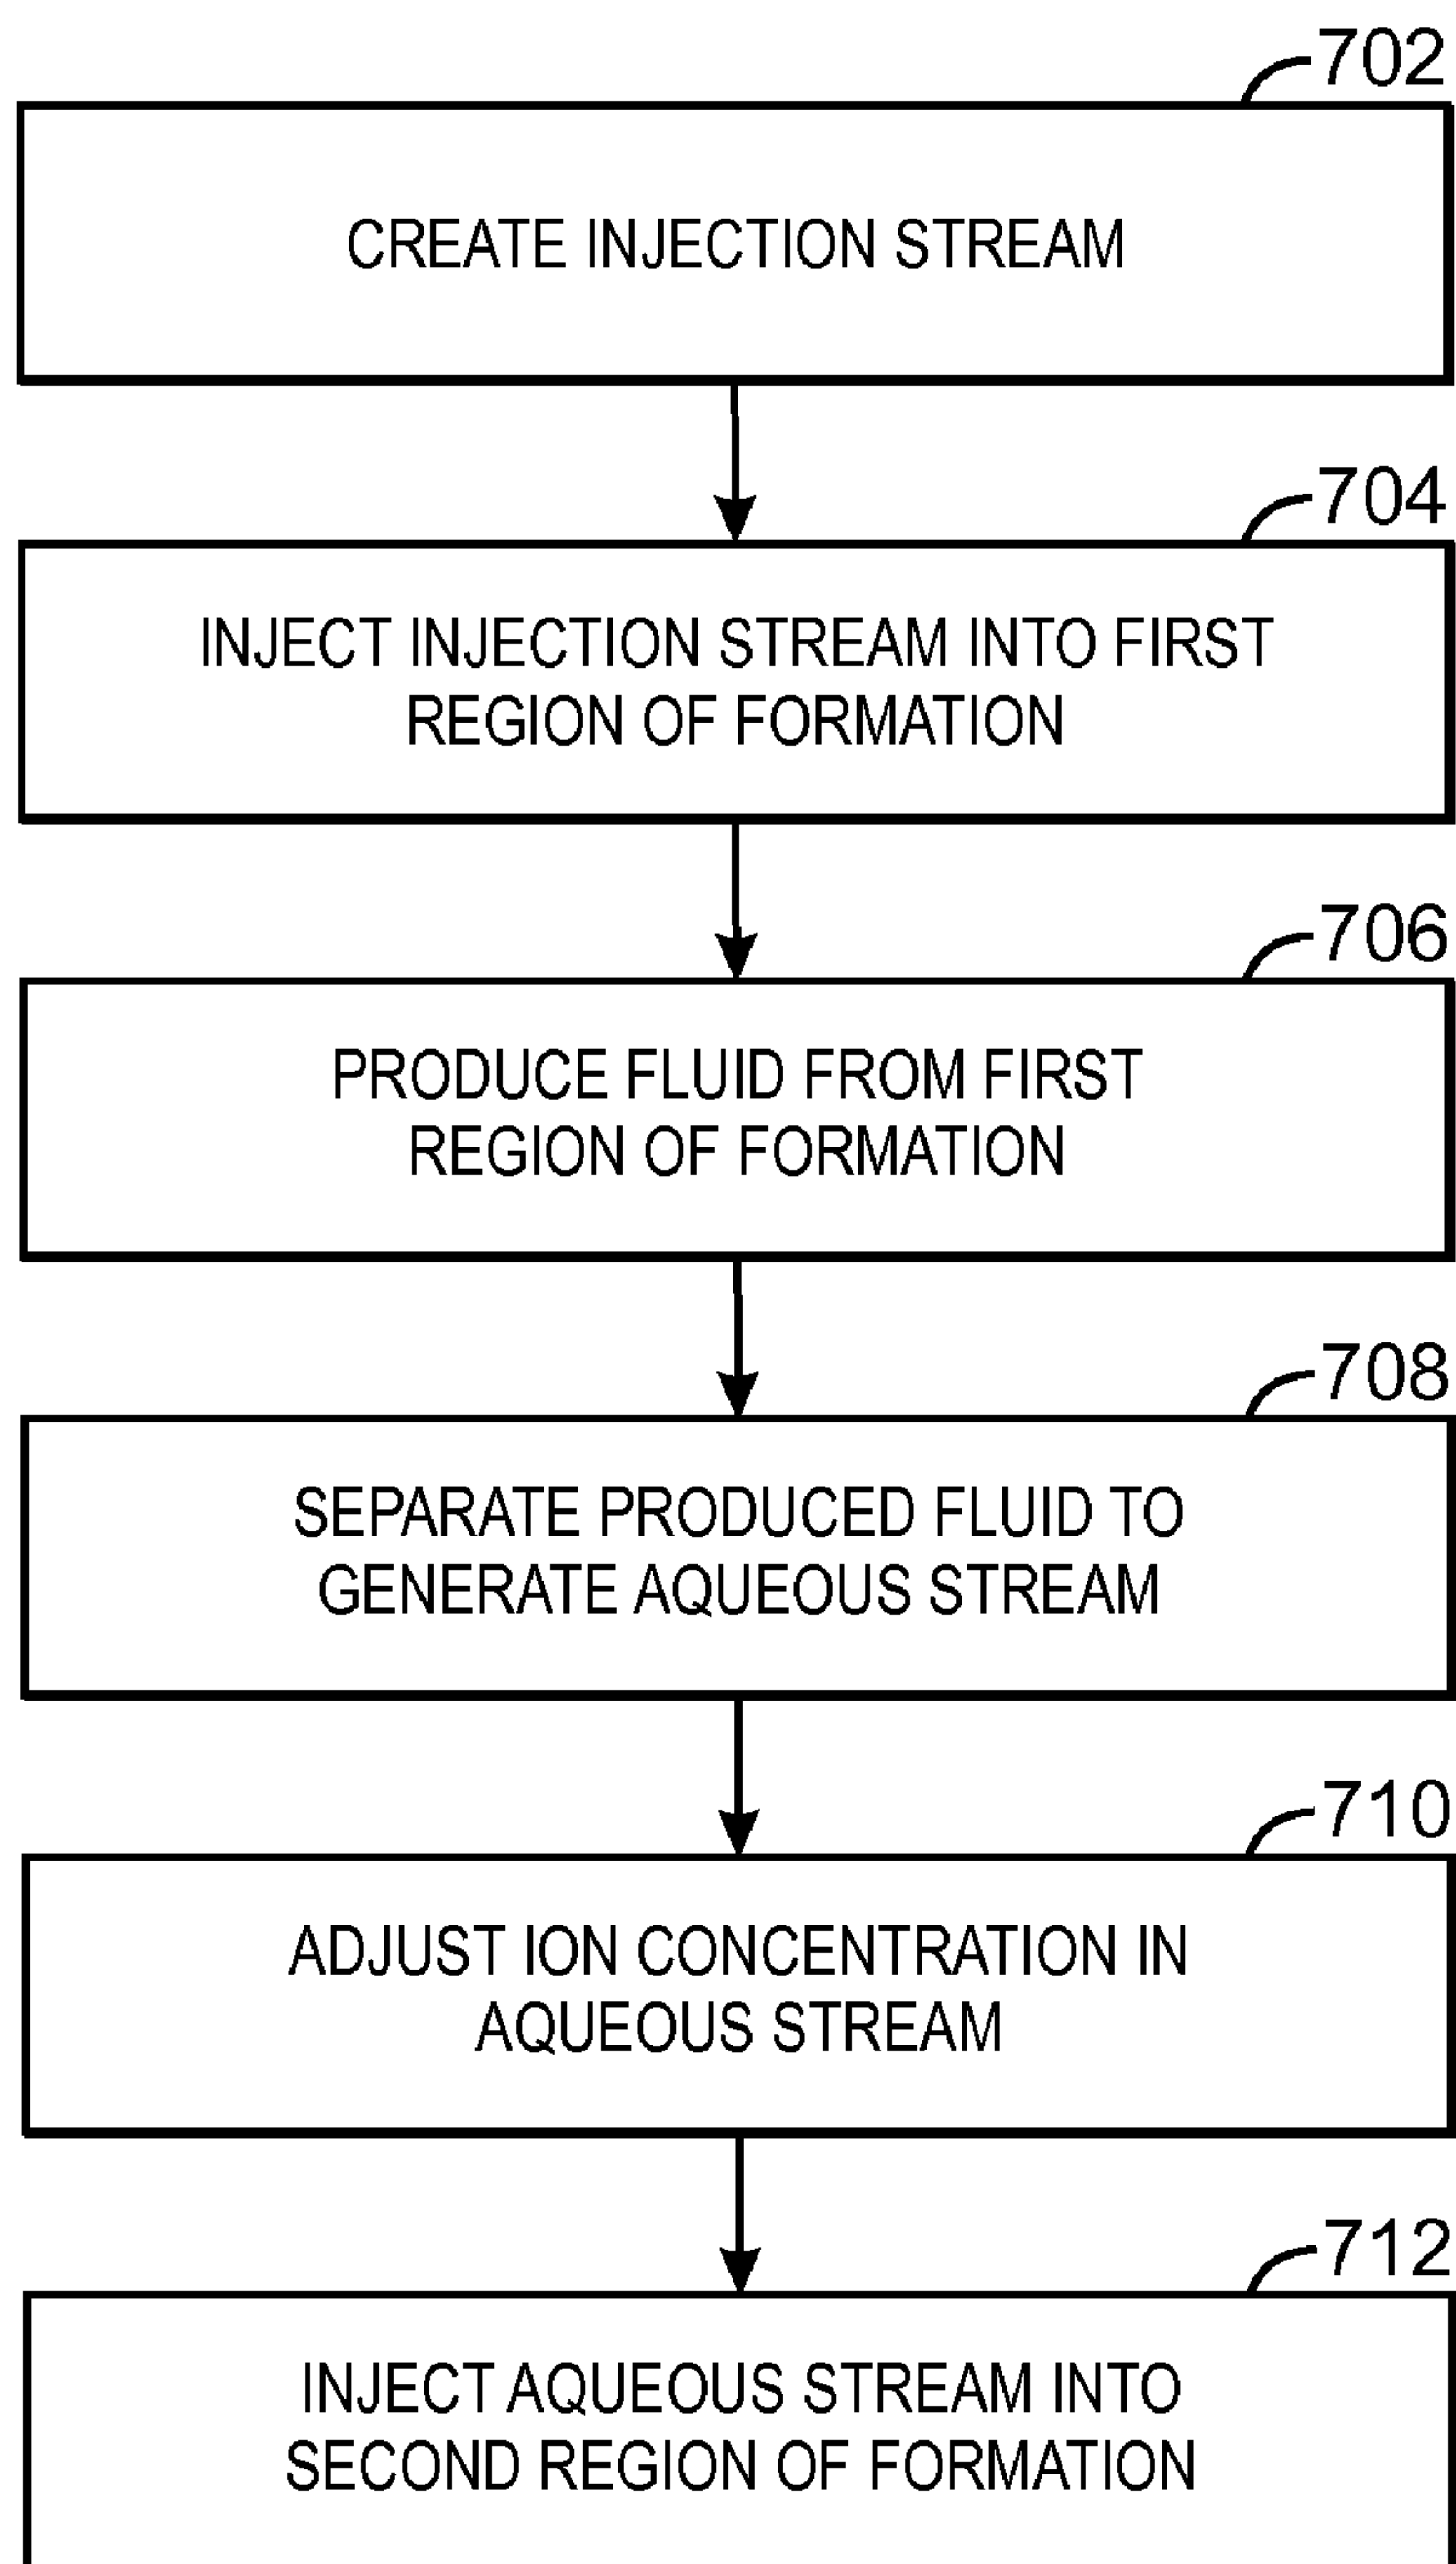 702
CREATE INJECTION STREAM
704
INJECT INJECTION STREAM INTO FIRST
REGION OF FORMATION
706
PRODUCE FLUID FROM FIRST
REGION OF FORMATION
708
SEPARATE PRODUCED FLUID TO
GENERATE AQUEOUS STREAM
710
ADJUST ION CONCENTRATION IN
AQUEOUS STREAM
712
INJECT AQUEOUS STREAM INTO
SECOND REGION OF FORMATION